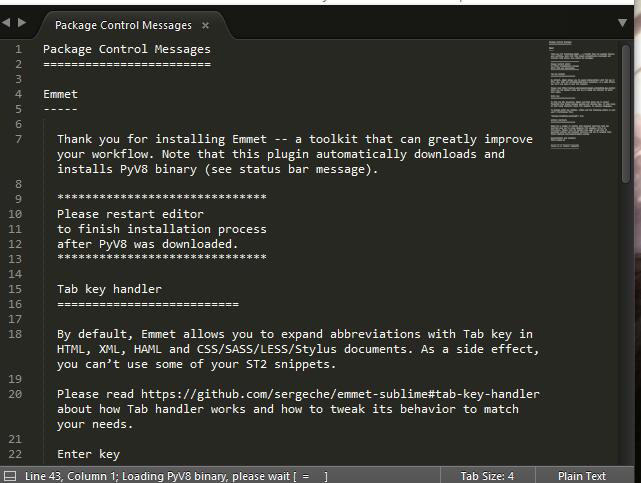 Package Control Messages ×
1 Package Control Messages
2 ========================
3
4 Emmet
5 -----
6
7 Thank you for installing Emmet -- a toolkit that can greatly improve
your workflow. Note that this plugin automatically downloads and
installs PyV8 binary (see status bar message).
8
9 ******************************
10 Please restart editor
11 to finish installation process
12 after PyV8 was downloaded.
13 ******************************
14
15 Tab key handler
16 ==========================
17
18 By default, Emmet allows you to expand abbreviations with Tab key in
HTML, XML, HAML and CSS/SASS/LESS/Stylus documents. As a side effect,
you can’t use some of your ST2 snippets.
19
20 Please read https://github.com/sergeche/emmet-sublime#tab-key-handler
about how Tab handler works and how to tweak its behavior to match
your needs.
21
22 Enter key
Line 43, Column 1; Loading PyV8 binary, please wait [  =    ] Tab Size: 4 Plain Text